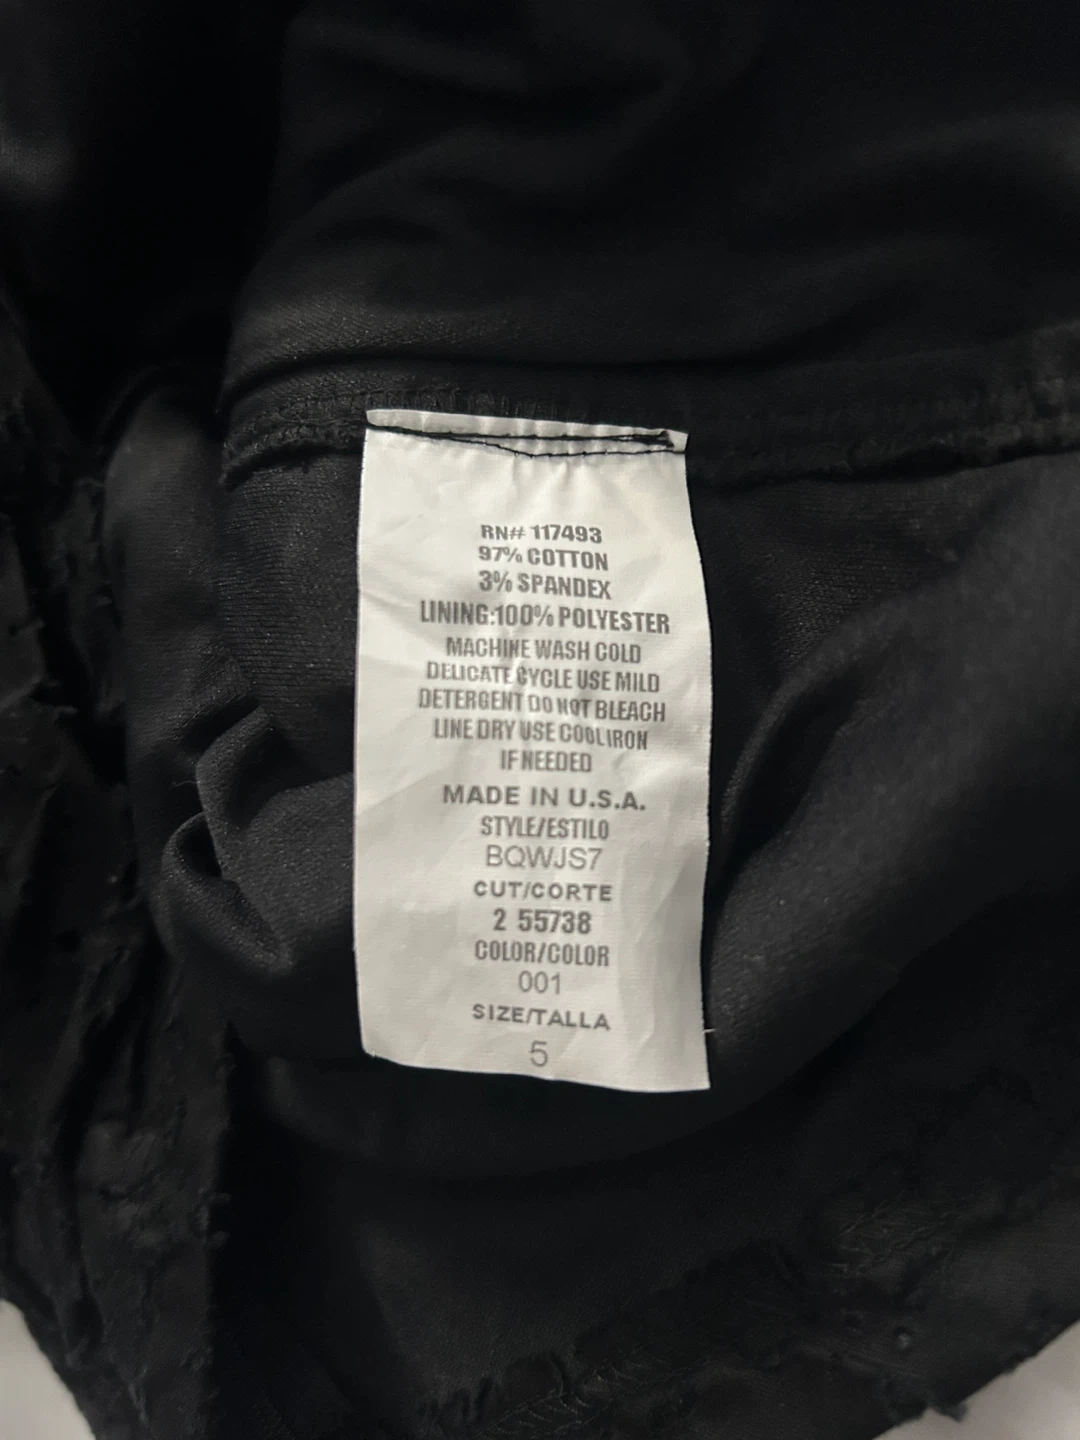 RN# 117493
97% COTTON
3% SPANDEX
LINING:100% POLYESTER
MACHINE WASH COLD
DELICATE CYCLE USE MILD
DETERGENT DO NOT BLEACH
LINE DRY USE COOL IRON
IF NEEDED
MADE IN U.S.A.
STYLE/ESTILO
BQWJS7
CUT/CORTE
2 55738
COLOR/COLOR
001
SIZE/TALLA
5